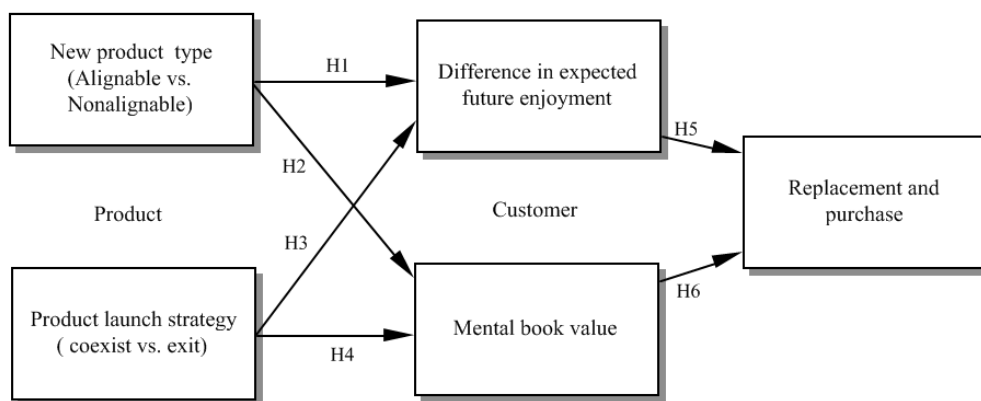 New product type
(Alignable vs.
Nonalignable)
H1
Difference in expected
future enjoyment
H5
H2
Product
Customer
Replacement and
purchase
H3
Product launch strategy
( coexist vs. exit)
H4
Mental book value
H6